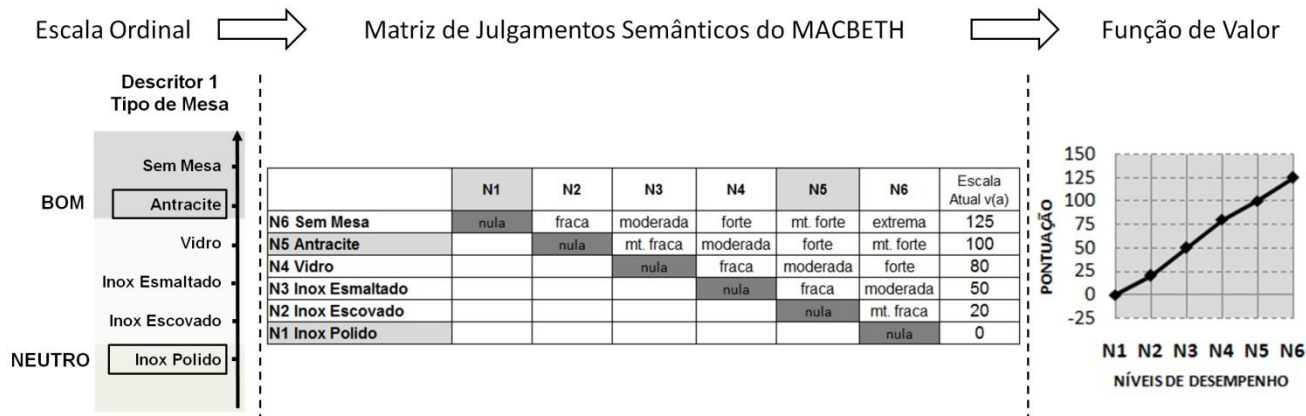 Escala Ordinal
Matriz de Julgamentos Semânticos do MACBETH
Função de Valor
Descritor 1
Tipo de Mesa
Sem Mesa
BOM
Antracite
Vidro
Inox Esmaltado
Inox Escovado
NEUTRO
Inox Polido
N1 N2 N3 N4 N5 N6 Escala
Atual v(a)
N6 Sem Mesa nula fraca moderada forte mt. forte extrema 125
N5 Antracite nula mt. fraca moderada forte mt. forte 100
N4 Vidro nula fraca moderada forte 80
N3 Inox Esmaltado nula fraca moderada 50
N2 Inox Escovado nula mt. fraca 20
N1 Inox Polido nula 0
PONTUAÇÃO
150
125
100
75
50
25
0
-25
N1 N2 N3 N4 N5 N6
NÍVEIS DE DESEMPENHO